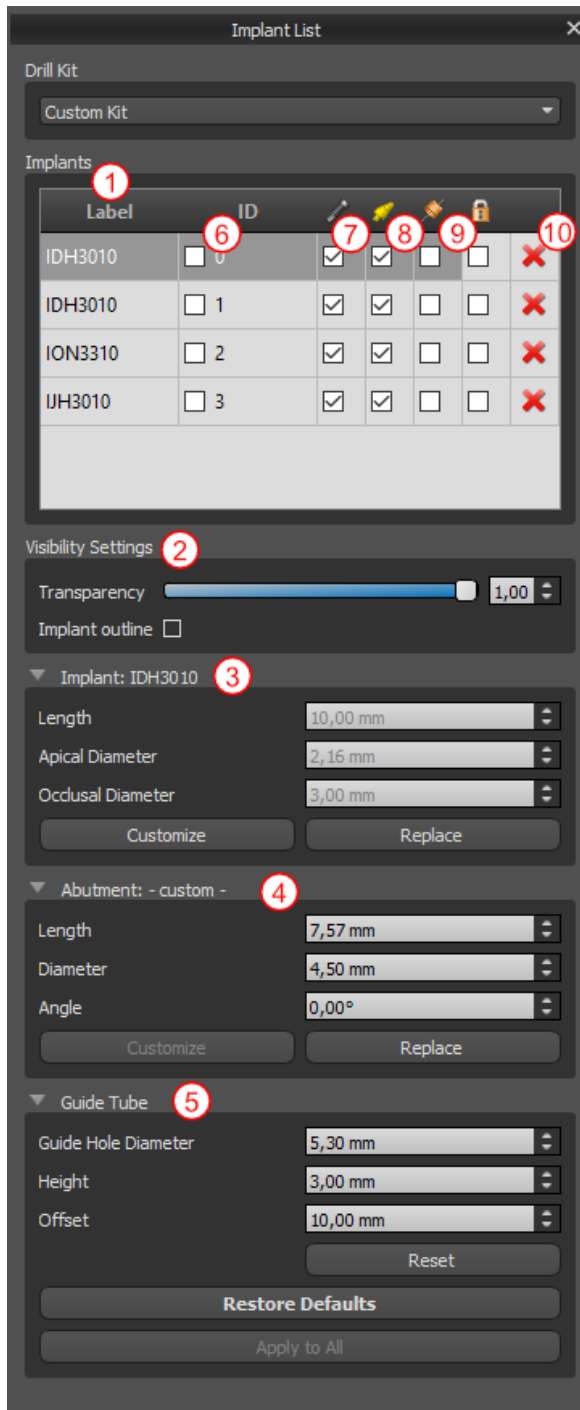 Implant List
Drill Kit
Custom Kit
Implants
1
Label ID
6 7 8 9 10
IDH3010 0
IDH3010 1
ION3310 2
IJH3010 3
Visibility Settings 2
Transparency 1,00
Implant outline
Implant: IDH3010 3
Length 10,00 mm
Apical Diameter 2,16 mm
Occlusal Diameter 3,00 mm
Customize Replace
Abutment: - custom - 4
Length 7,57 mm
Diameter 4,50 mm
Angle 0,00°
Customize Replace
Guide Tube 5
Guide Hole Diameter 5,30 mm
Height 3,00 mm
Offset 10,00 mm
Reset
Restore Defaults
Apply to All